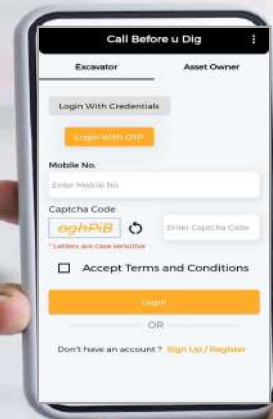 Call Before u Dig
Excavator Asset Owner
Login With Credentials
Login With OTP
Mobile No.
Enter Mobile No.
Captcha Code
oghPiB Enter Captcha Code
* Letters are case sensitive
Accept Terms and Conditions
Login
OR
Don't have an account ? Sign Up / Register